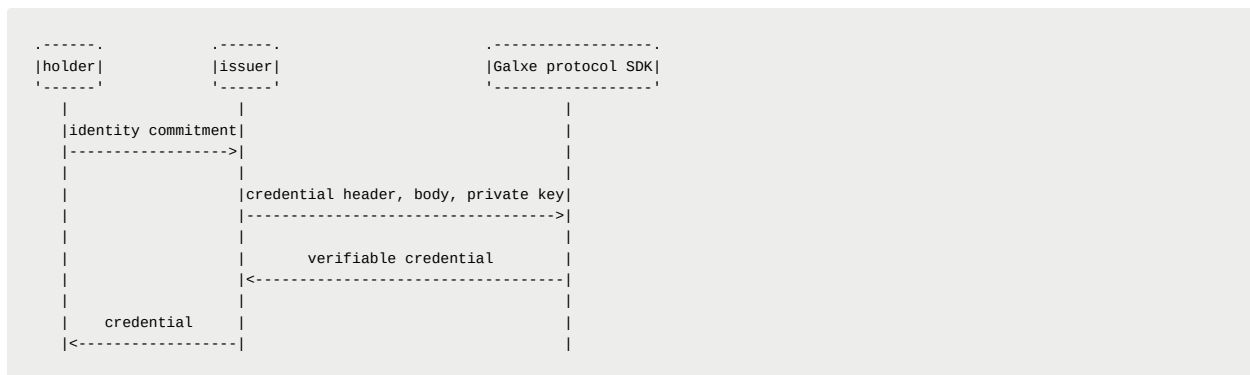 holder issuer Galxe protocol SDK
identity commitment
credential header, body, private key
verifiable credential
credential